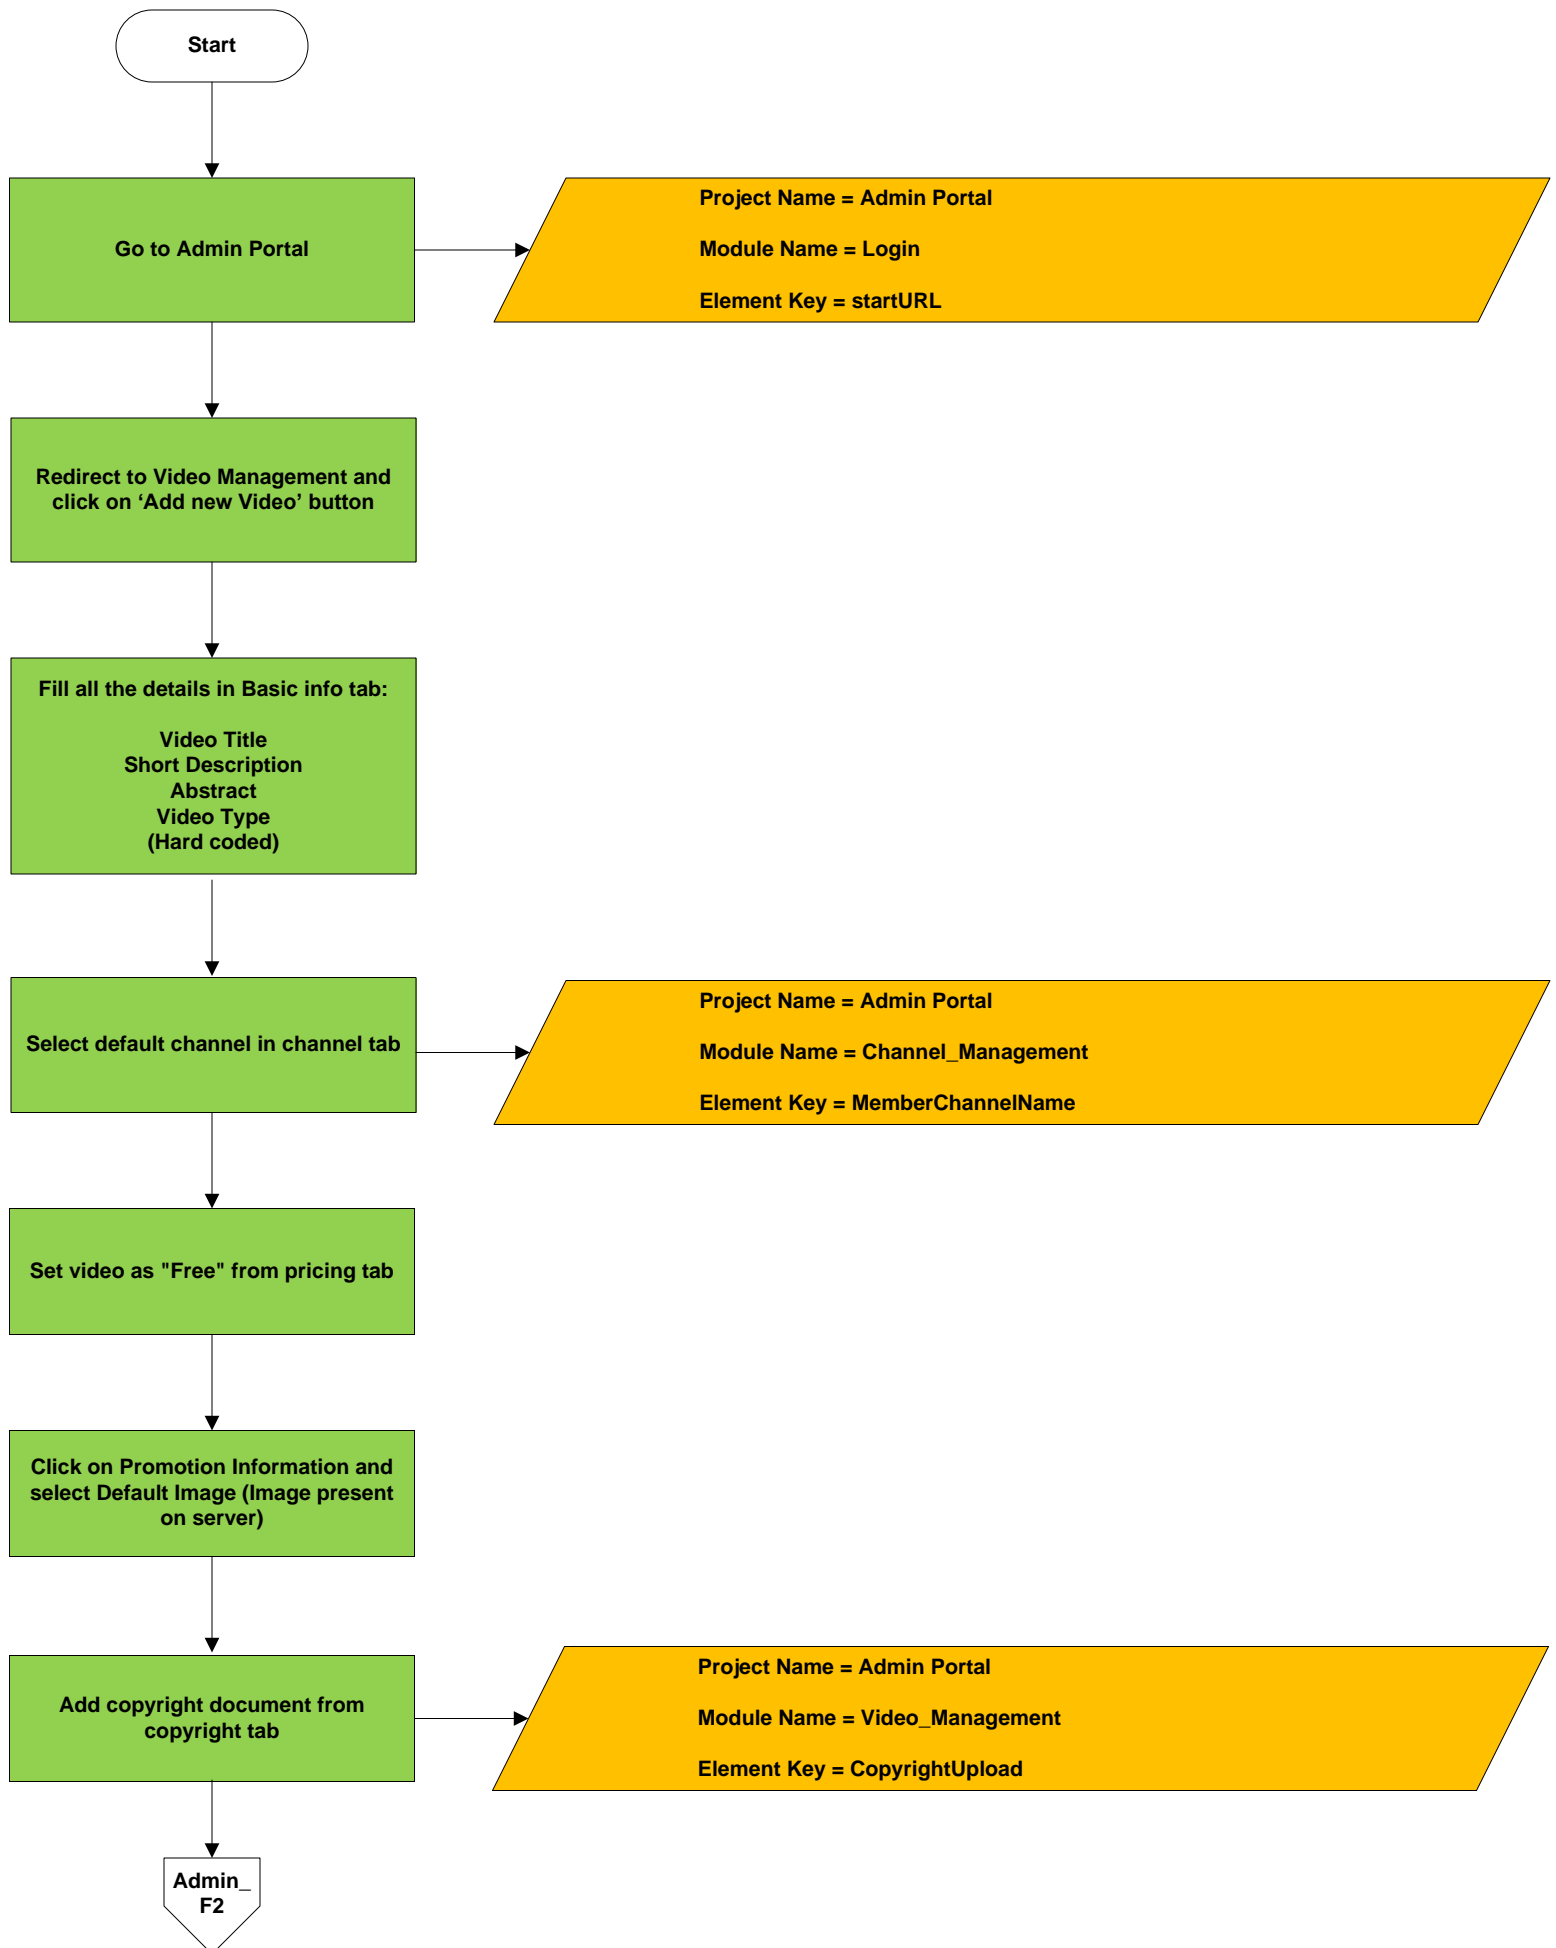 Start
Go to Admin Portal
Project Name = Admin Portal
Module Name = Login
Element Key = startURL
Redirect to Video Management and
click on ‘Add new Video’ button
Fill all the details in Basic info tab:
Video Title
Short Description
Abstract
Video Type
(Hard coded)
Select default channel in channel tab
Project Name = Admin Portal
Module Name = Channel_Management
Element Key = MemberChannelName
Set video as "Free" from pricing tab
Click on Promotion Information and
select Default Image (Image present
on server)
Add copyright document from
copyright tab
Project Name = Admin Portal
Module Name = Video_Management
Element Key = CopyrightUpload
Admin_
F2